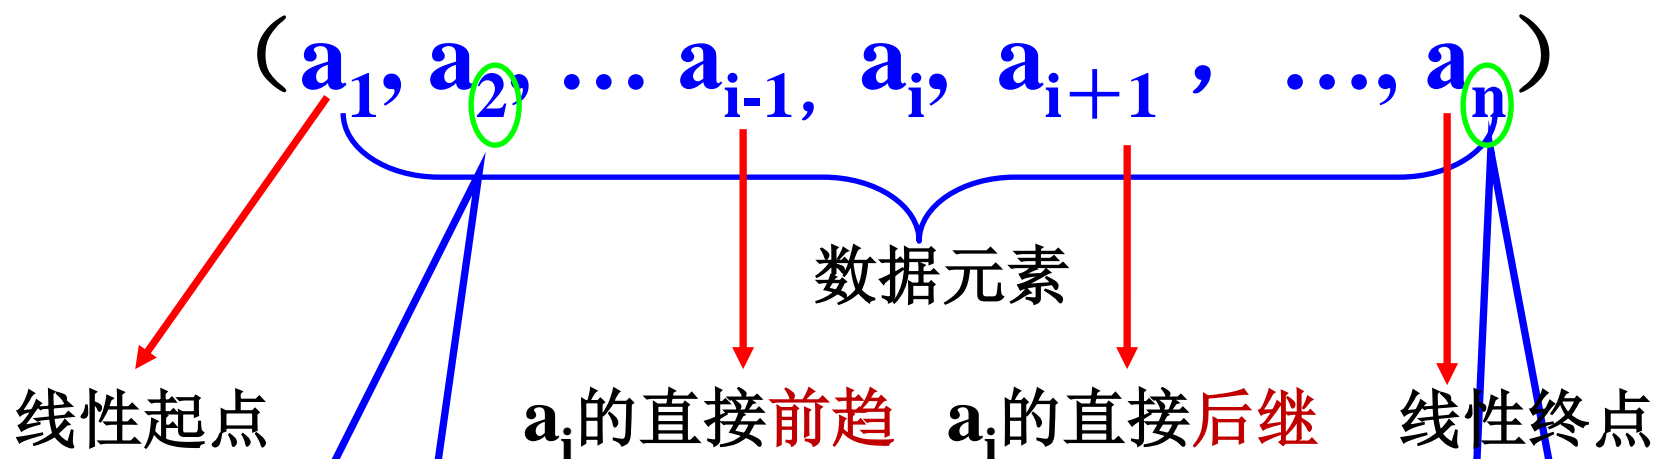 （a₁, a₂, … aᵢ₋₁, aᵢ, aᵢ₊₁ ， …, aₙ）
数据元素
线性起点 aᵢ的直接前趋 aᵢ的直接后继 线性终点